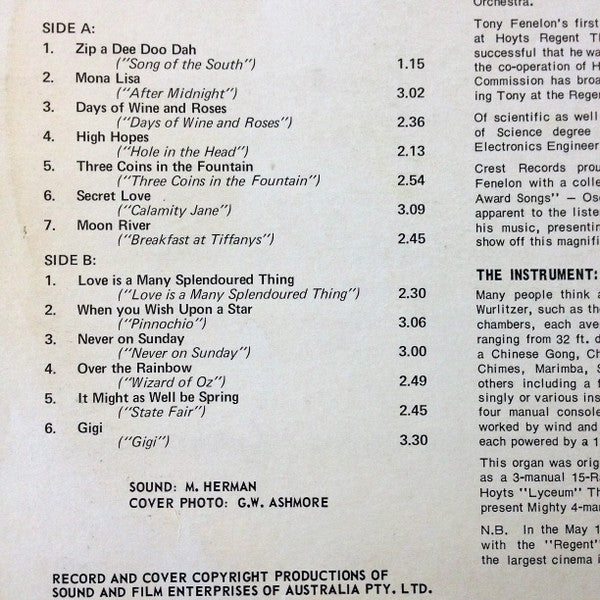 SIDE A:
1. Zip a Dee Doo Dah
("Song of the South") 1.15
2. Mona Lisa
("After Midnight") 3.02
3. Days of Wine and Roses
("Days of Wine and Roses") 2.36
4. High Hopes
("Hole in the Head") 2.13
5. Three Coins in the Fountain
("Three Coins in the Fountain") 2.54
6. Secret Love
("Calamity Jane") 3.09
7. Moon River
("Breakfast at Tiffanys") 2.45
SIDE B:
1. Love is a Many Splendoured Thing
("Love is a Many Splendoured Thing") 2.30
2. When you Wish Upon a Star
("Pinnochio") 3.06
3. Never on Sunday
("Never on Sunday") 3.00
4. Over the Rainbow
("Wizard of Oz") 2.49
5. It Might as Well be Spring
("State Fair") 2.45
6. Gigi
("Gigi") 3.30
SOUND: M. HERMAN
COVER PHOTO: G.W. ASHMORE
RECORD AND COVER COPYRIGHT PRODUCTIONS OF
SOUND AND FILM ENTERPRISES OF AUSTRALIA PTY. LTD.
Orchestra.
Tony Fenelon's first
at Hoyts Regent
successful that he wa
the co-operation of H
Commission has broa
ing Tony at the Reger
Of scientific as well
of Science degree
Electronics Engineer
Crest Records prou
Fenelon with a colle
Award Songs" – Osc
apparent to the liste
his music, presentin
show off this magnifi
THE INSTRUMENT:
Many people think a
Wurlitzer, such as the
chambers, each ave
ranging from 32 ft. d
a Chinese Gong, C
Chimes, Marimba, S
others including a f
singly or various ins
four manual console
worked by wind and
each powered by a 1
This organ was orig
as a 3-manual 15-R
Hoyts "Lyceum" Th
present Mighty 4-ma
N.B. In the May 1
with the "Regent"
the largest cinema i